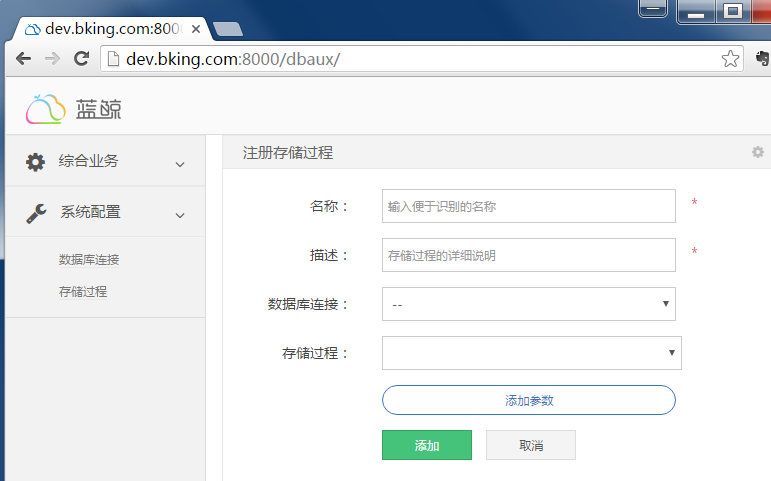 dev.bking.com:8000
dev.bking.com:8000/dbaux/
蓝鲸
综合业务
系统配置
数据库连接
存储过程
注册存储过程
名称：
输入便于识别的名称
*
描述：
存储过程的详细说明
*
数据库连接：
--
存储过程：
添加参数
添加
取消